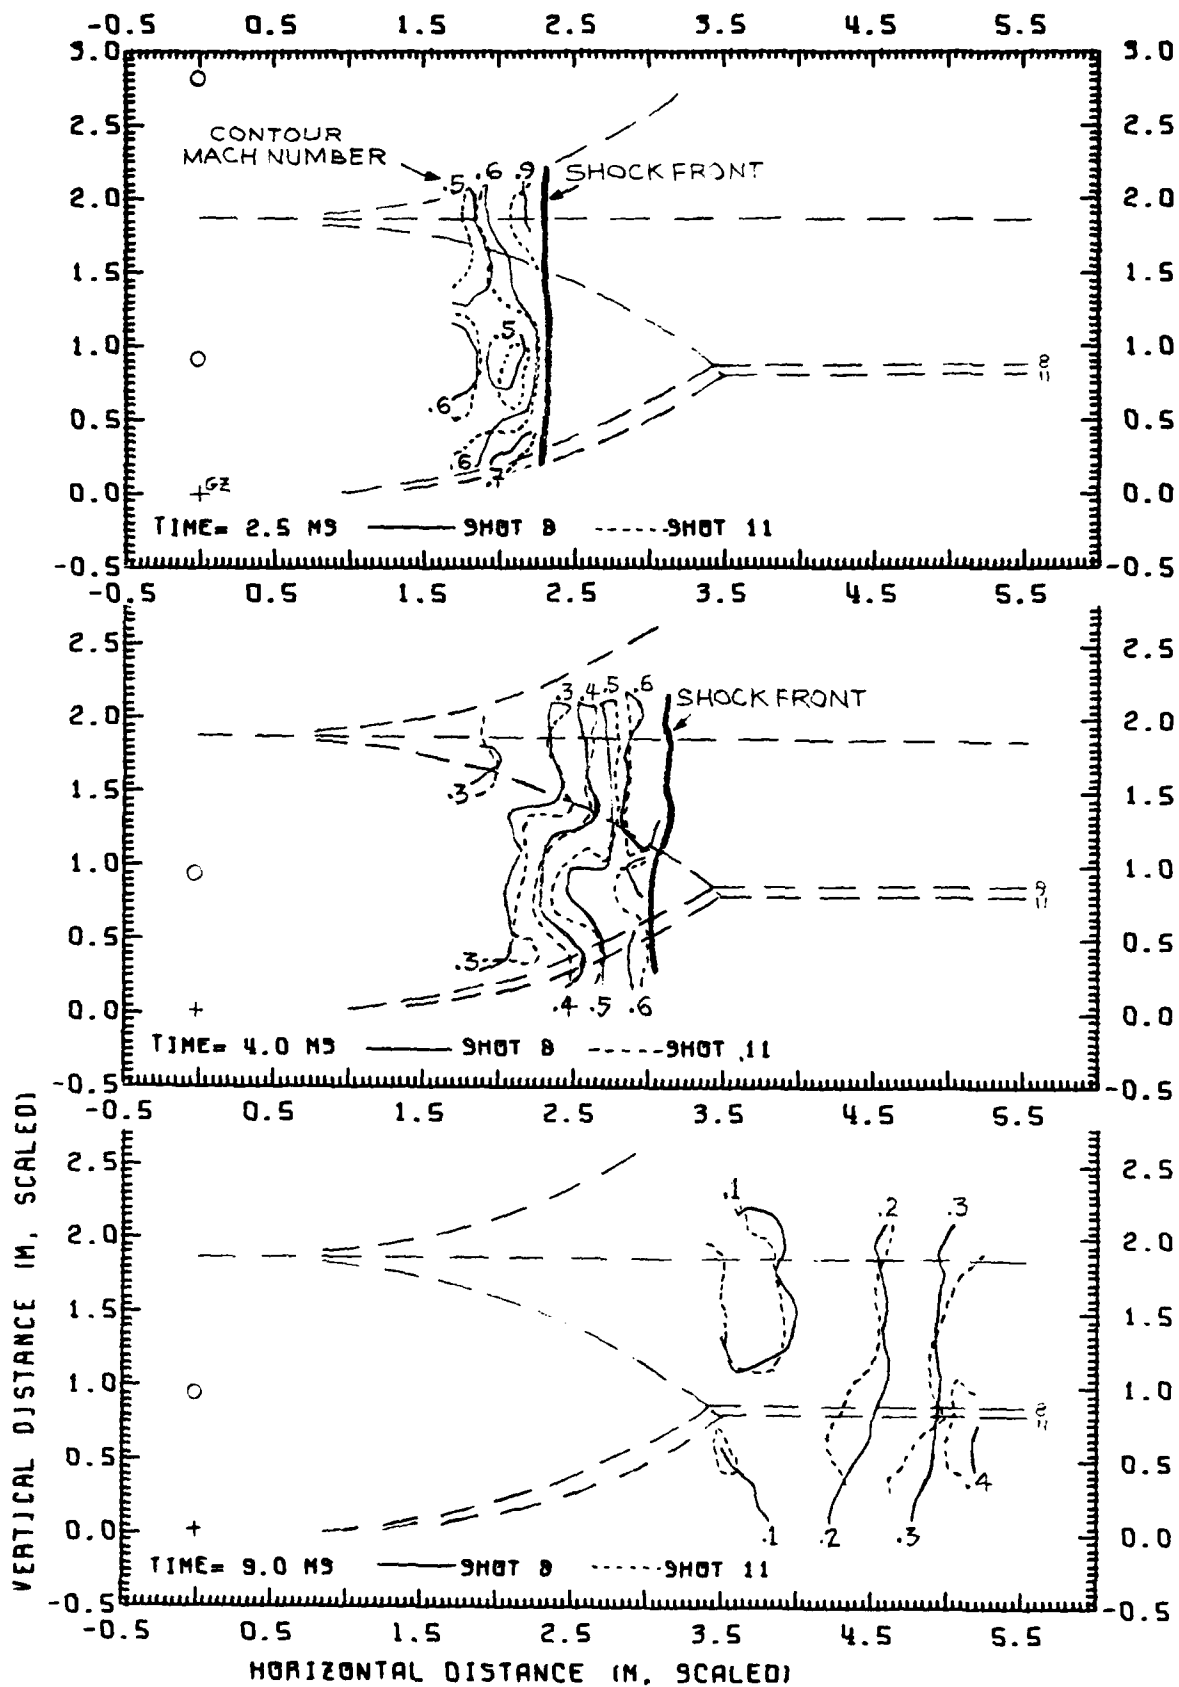 -0.5 0.5 1.5 2.5 3.5 4.5 5.5
3.0 3.0
CONTOUR
MACH NUMBER
2.5 2.5
.5 .6 .9 SHOCK FRONT
2.0 2.0
1.5 1.5
.5
1.0 1.0
8
11
.6
0.5 0.5
.6 .7
0.0 GZ 0.0
TIME= 2.5 MS SHOT 8 SHOT 11
-0.5 -0.5
-0.5 0.5 1.5 2.5 3.5 4.5 5.5
2.5 2.5
.3 .4 .5 .6 SHOCK FRONT
2.0 2.0
1.5 .3 1.5
1.0 1.0
8
11
0.5 0.5
.3
.4 .5 .6
0.0 0.0
TIME= 4.0 MS SHOT 8 SHOT 11
-0.5 -0.5
-0.5 0.5 1.5 2.5 3.5 4.5 5.5
2.5 2.5
.1 .2 .3
2.0 2.0
1.5 1.5
1.0 1.0
8
11
0.5 0.5
.4
0.0 .1 .2 .3 0.0
TIME= 9.0 MS SHOT 8 SHOT 11
-0.5 -0.5
-0.5 0.5 1.5 2.5 3.5 4.5 5.5
HORIZONTAL DISTANCE (M, SCALED)
VERTICAL DISTANCE (M, SCALED)